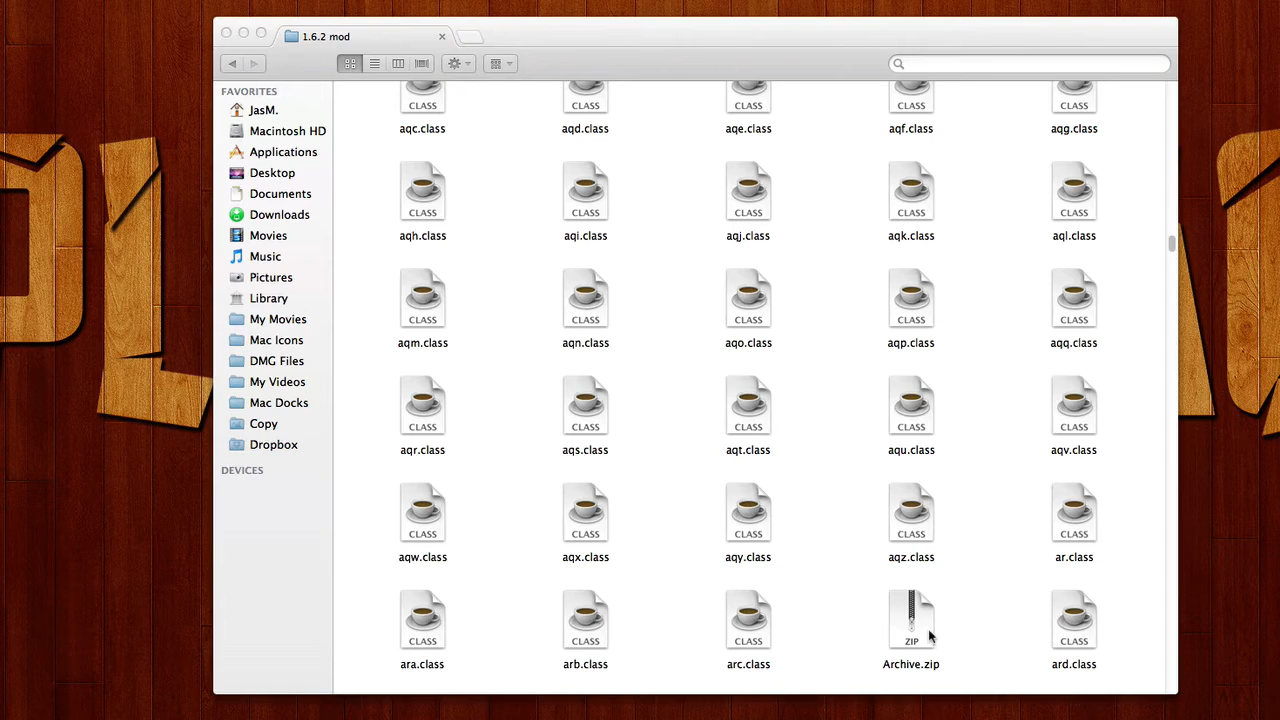 1.6.2 mod
FAVORITES
JasM.
Macintosh HD
Applications
Desktop
Documents
Downloads
Movies
Music
Pictures
Library
My Movies
Mac Icons
DMG Files
My Videos
Mac Docks
Copy
Dropbox
DEVICES
CLASS CLASS CLASS CLASS CLASS
aqc.class aqd.class aqe.class aqf.class aqg.class
CLASS CLASS CLASS CLASS CLASS
aqh.class aqi.class aqj.class aqk.class aql.class
CLASS CLASS CLASS CLASS CLASS
aqm.class aqn.class aqo.class aqp.class aqq.class
CLASS CLASS CLASS CLASS CLASS
aqr.class aqs.class aqt.class aqu.class aqv.class
CLASS CLASS CLASS CLASS CLASS
aqw.class aqx.class aqy.class aqz.class ar.class
CLASS CLASS CLASS ZIP CLASS
ara.class arb.class arc.class Archive.zip ard.class